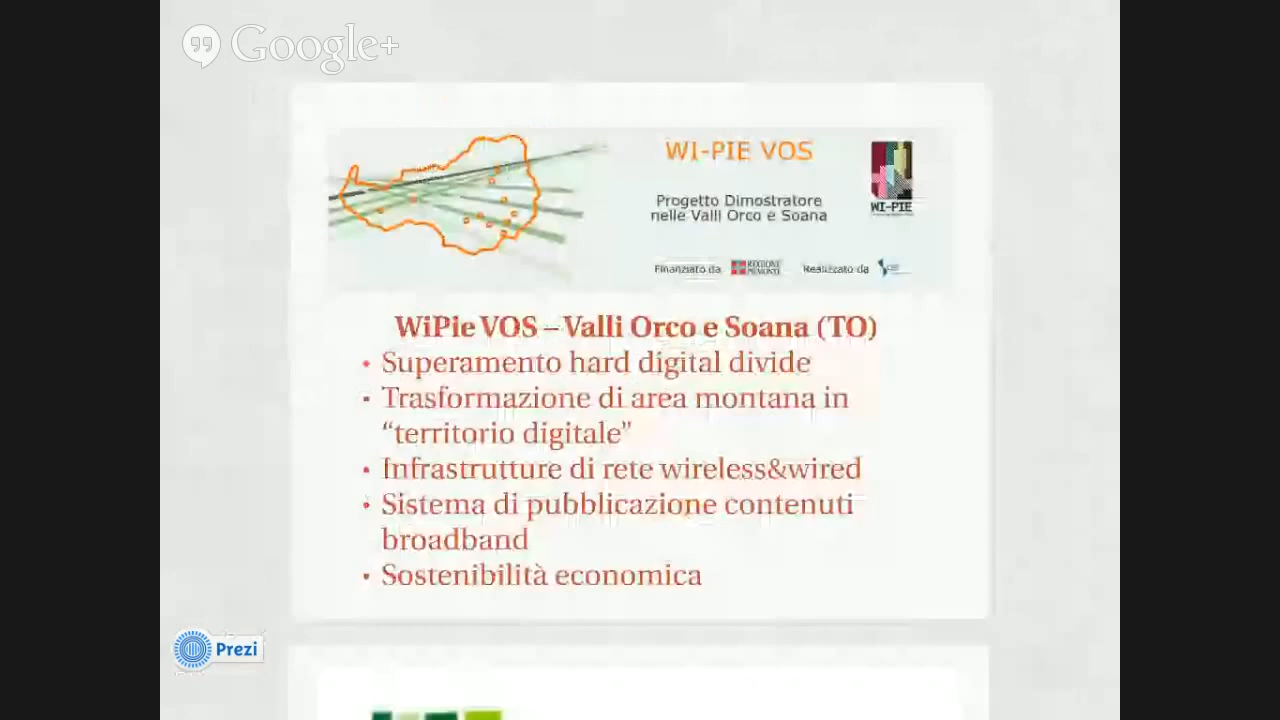 Google+
WI-PIE VOS
Progetto Dimostratore
nelle Valli Orco e Soana
WI-PIE
Finanziato da
REGIONE
PIEMONTE
Realizzato da
WiPie VOS – Valli Orco e Soana (TO)
• Superamento hard digital divide
• Trasformazione di area montana in
“territorio digitale”
• Infrastrutture di rete wireless&wired
• Sistema di pubblicazione contenuti
broadband
• Sostenibilità economica
Prezi